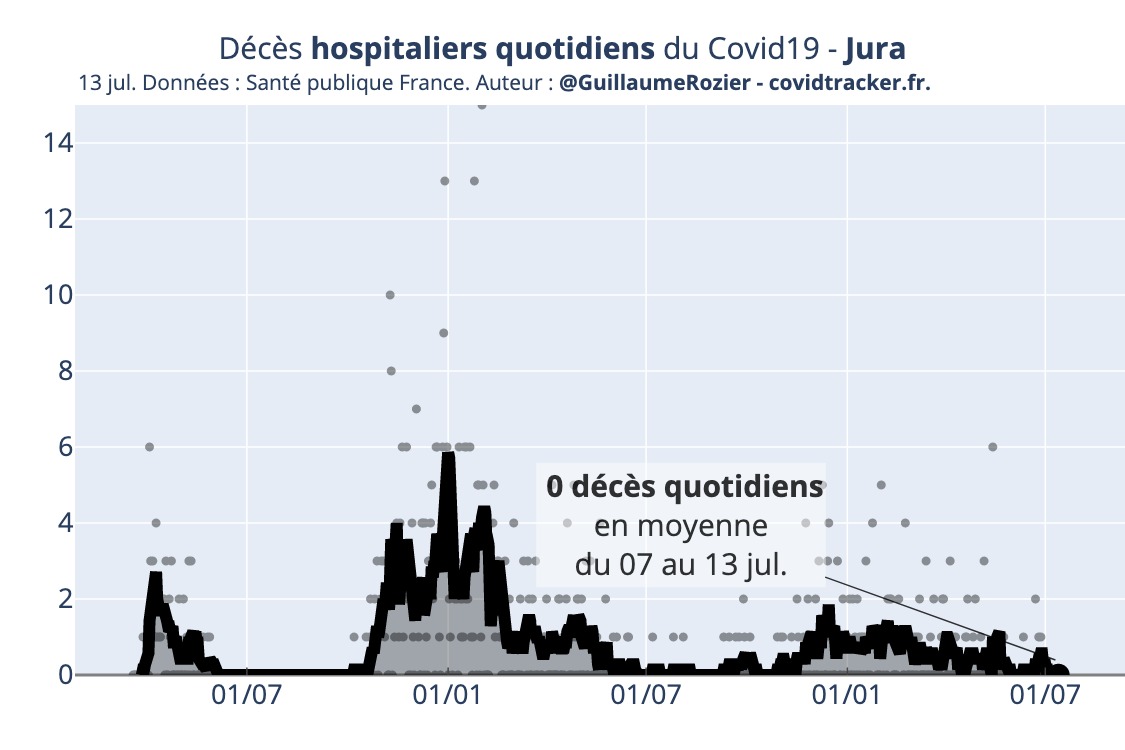 Décès hospitaliers quotidiens du Covid19 - Jura
13 jul. Données : Santé publique France. Auteur : @GuillaumeRozier - covidtracker.fr.
14
12
10
8
6
4
2
0
0 décès quotidiens
en moyenne
du 07 au 13 jul.
01/07 01/01 01/07 01/01 01/07